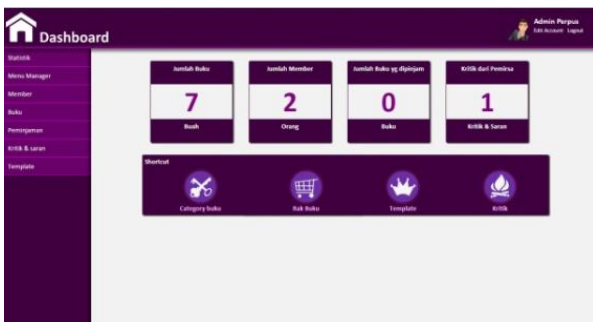 Dashboard
Admin Perpus
Edit Account Logout
Statistik
Menu Manager
Member
Buku
Peminjaman
Kritik & saran
Template
Jumlah Buku
7
Buah
Jumlah Member
2
Orang
Jumlah Buku yg dipinjam
0
Buku
Kritik dari Pemirsa
1
Kritik & Saran
Shortcut
Category buku
Rak Buku
Template
Kritik